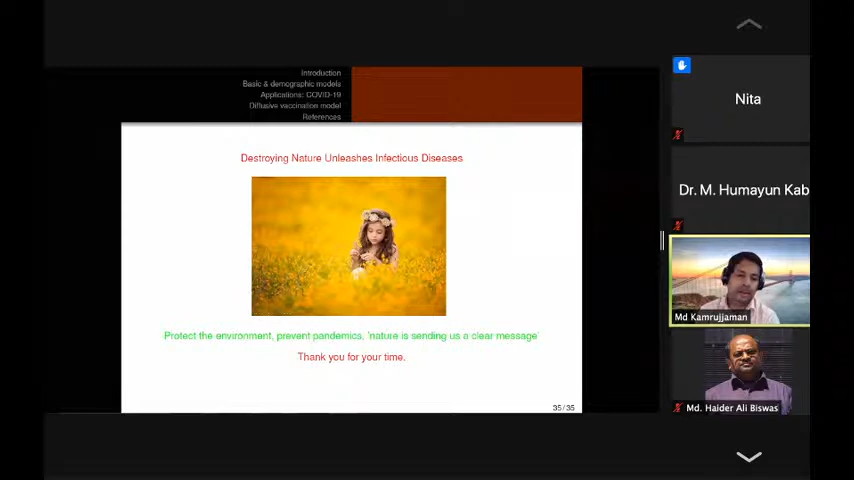 Introduction
Basic & demographic models
Applications: COVID-19
Diffusive vaccination model
References
Destroying Nature Unleashes Infectious Diseases
Protect the environment, prevent pandemics, 'nature is sending us a clear message'
Thank you for your time.
35/35
Nita
Dr. M. Humayun Kab
Md Kamrujjaman
Md. Haider Ali Biswas